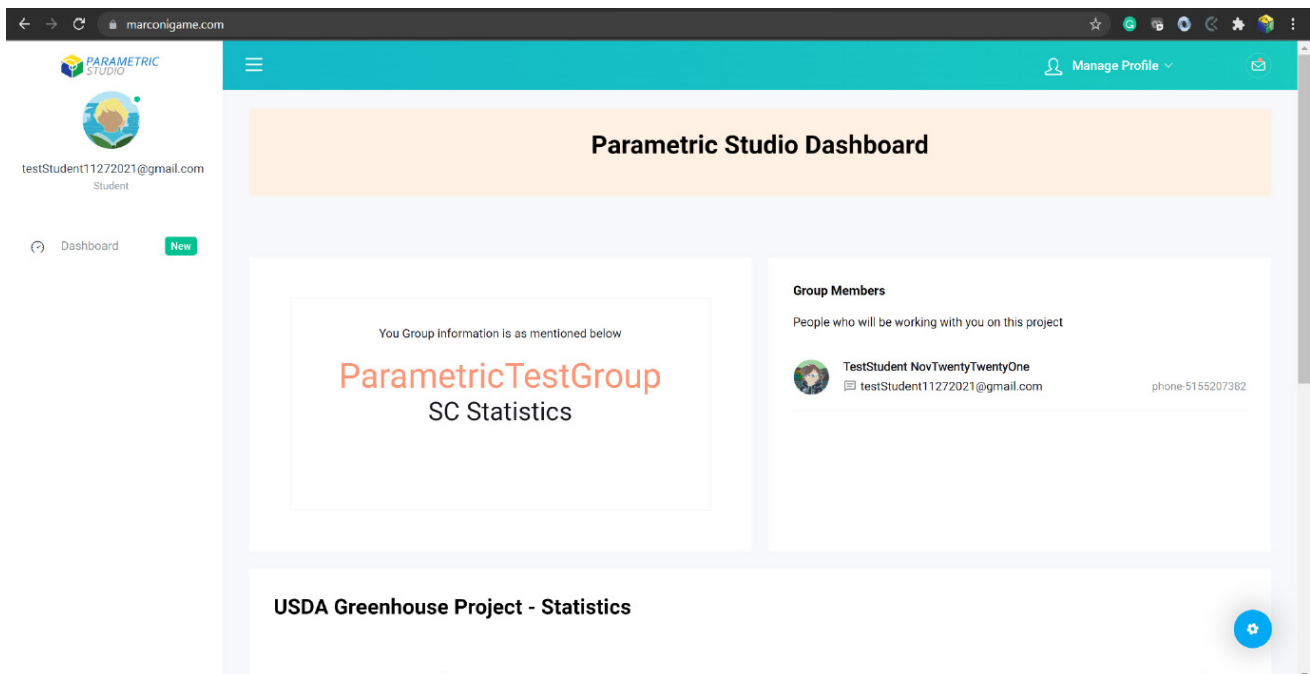 marconigame.com
PARAMETRIC
STUDIO
Manage Profile
testStudent11272021@gmail.com
Student
Dashboard New
Parametric Studio Dashboard
You Group information is as mentioned below
ParametricTestGroup
SC Statistics
Group Members
People who will be working with you on this project
TestStudent NovTwentyTwentyOne
testStudent11272021@gmail.com phone-5155207382
USDA Greenhouse Project - Statistics